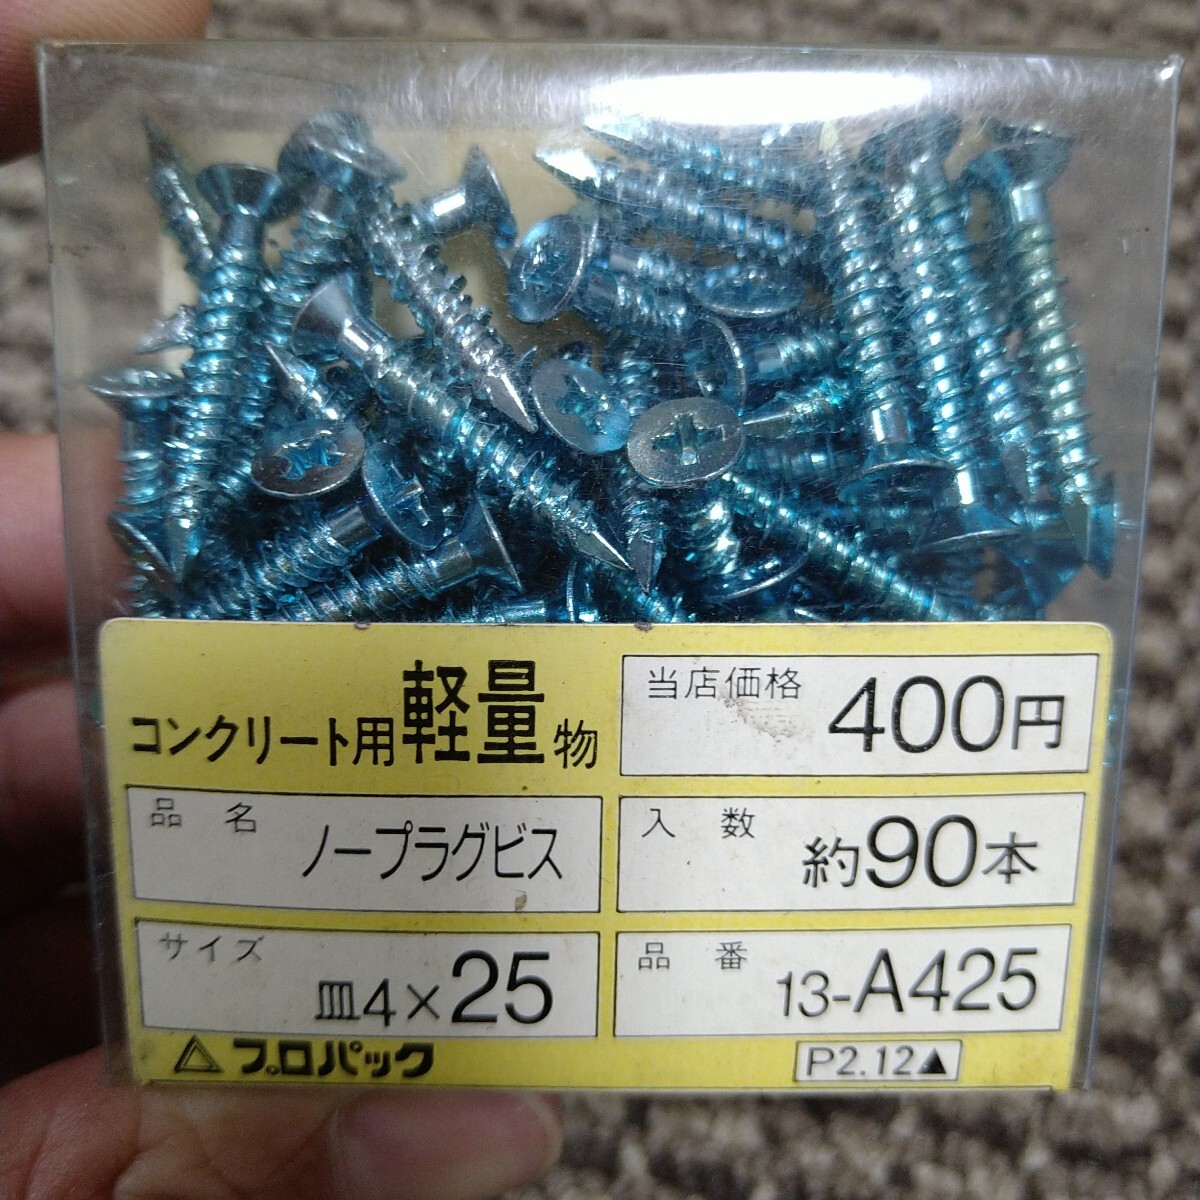 コンクリート用軽量物
当店価格 400円
品名 ノープラグビス
入数 約90本
サイズ 皿4×25
品番 13-A425
プロパック
P2.12▲